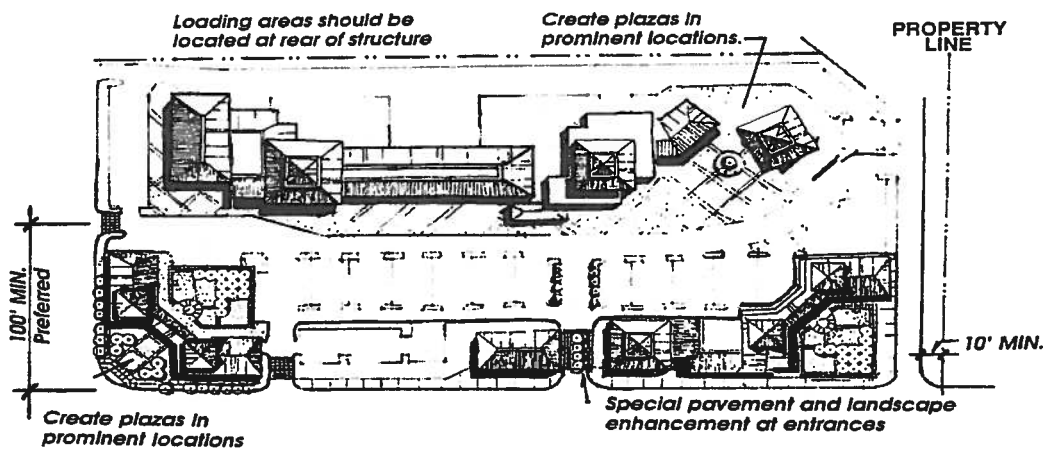 Loading areas should be
located at rear of structure
Create plazas in
prominent locations.
PROPERTY
LINE
100' MIN.
Preferred
10' MIN.
Create plazas in
prominent locations
Special pavement and landscape
enhancement at entrances